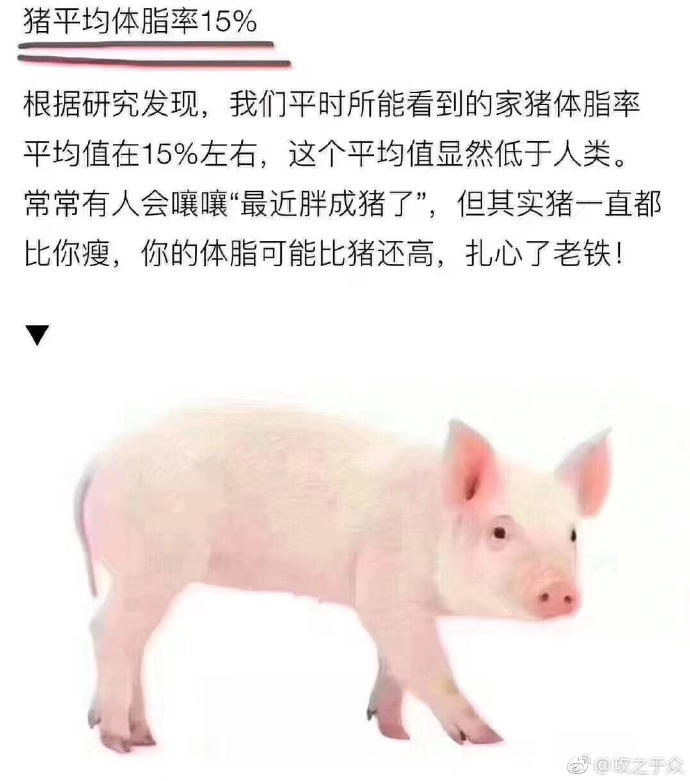 猪平均体脂率15%
根据研究发现，我们平时所能看到的家猪体脂率
平均值在15%左右，这个平均值显然低于人类。
常常有人会嚷嚷“最近胖成猪了”，但其实猪一直都
比你瘦，你的体脂可能比猪还高，扎心了老铁！
@攻之于众